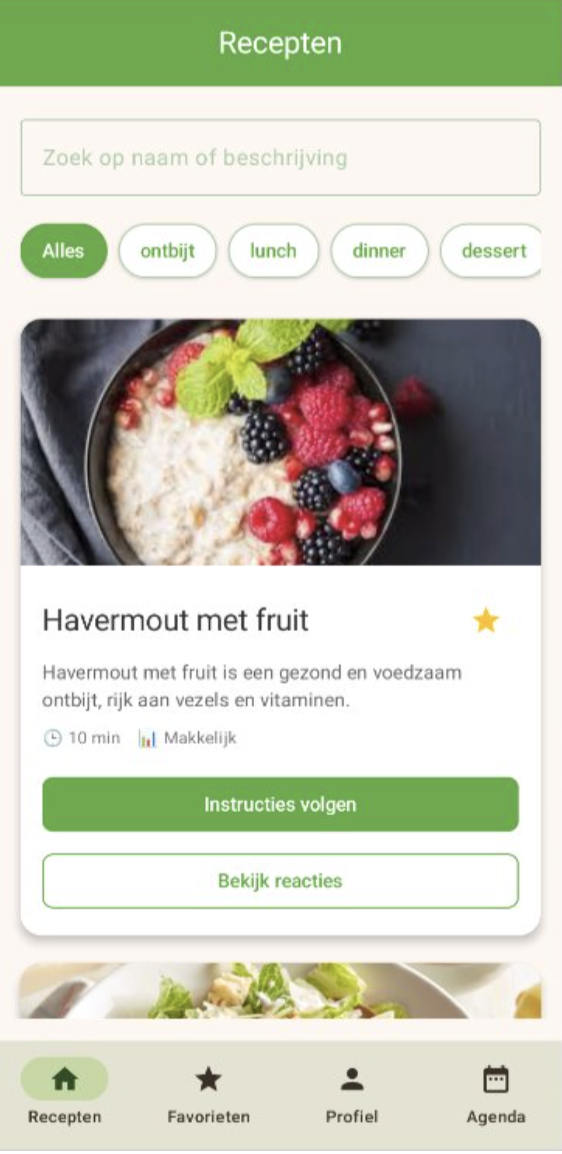 Recepten
Zoek op naam of beschrijving
Alles ontbijt lunch dinner dessert
Havermout met fruit
Havermout met fruit is een gezond en voedzaam
ontbijt, rijk aan vezels en vitaminen.
10 min Makkelijk
Instructies volgen
Bekijk reacties
Recepten Favorieten Profiel Agenda